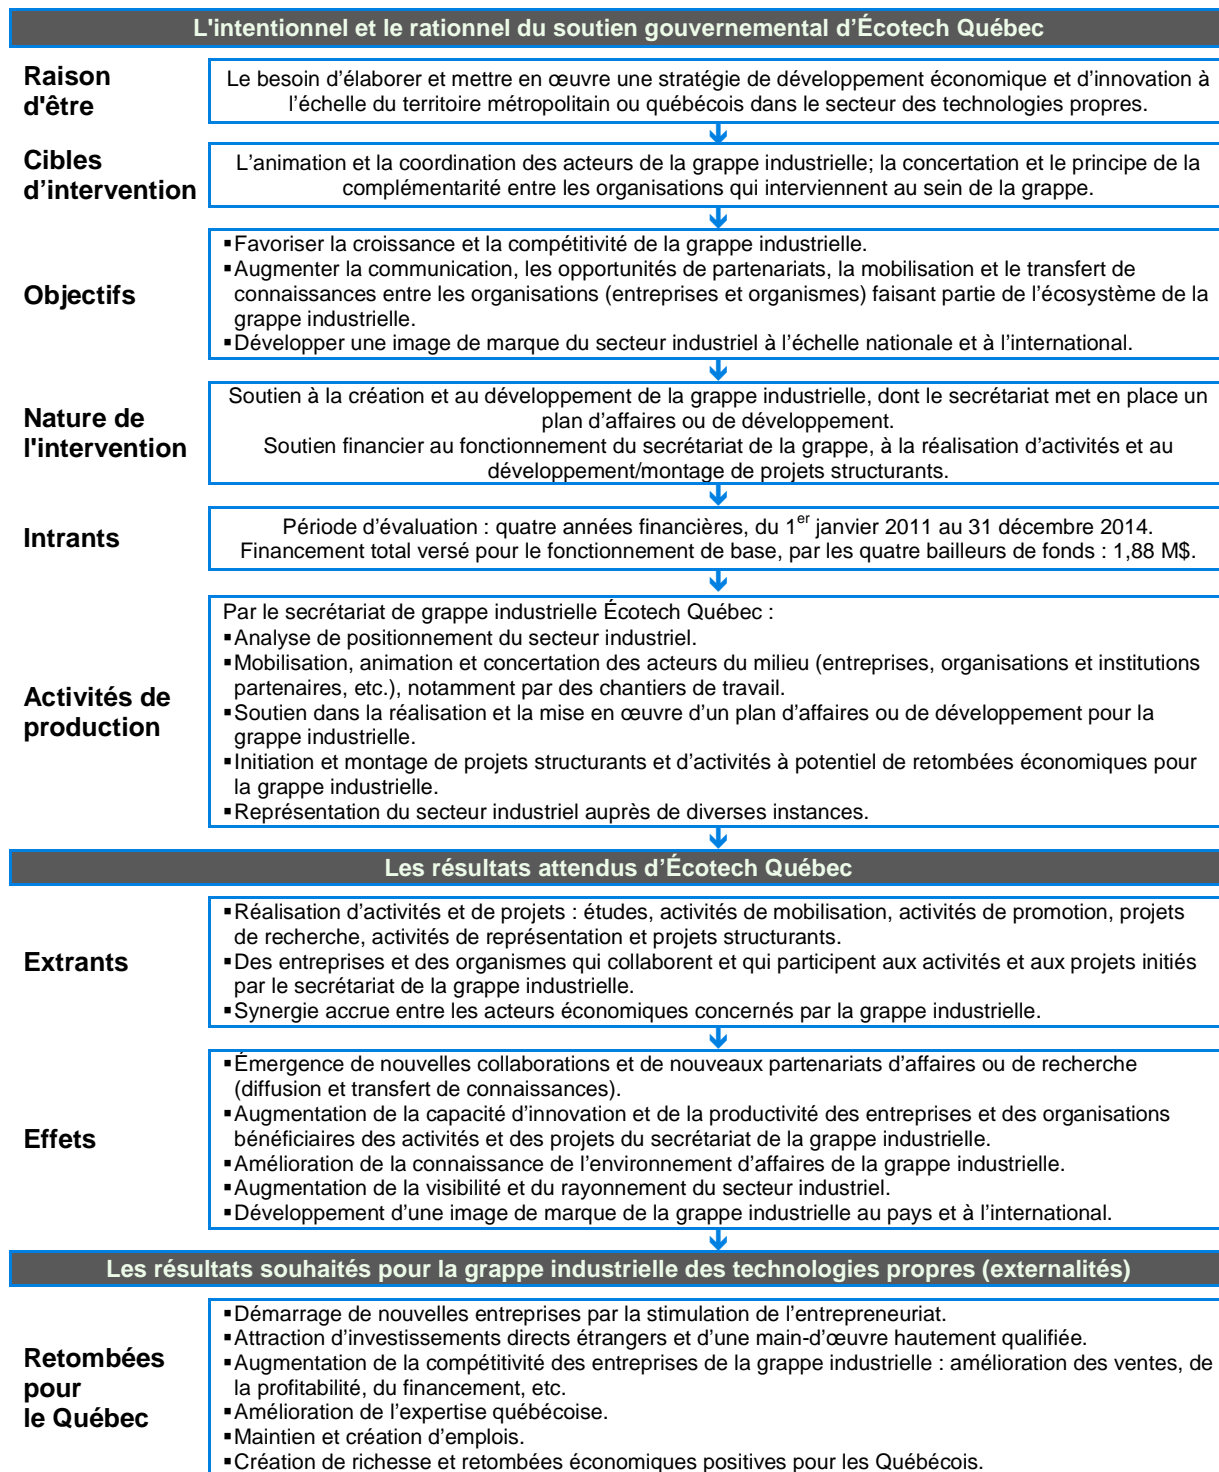 L'intentionnel et le rationnel du soutien gouvernemental d’Écotech Québec
Raison
d'être
Le besoin d’élaborer et mettre en œuvre une stratégie de développement économique et d’innovation à
l’échelle du territoire métropolitain ou québécois dans le secteur des technologies propres.
Cibles
d’intervention
L’animation et la coordination des acteurs de la grappe industrielle; la concertation et le principe de la
complémentarité entre les organisations qui interviennent au sein de la grappe.
Objectifs
▪Favoriser la croissance et la compétitivité de la grappe industrielle.
▪Augmenter la communication, les opportunités de partenariats, la mobilisation et le transfert de
connaissances entre les organisations (entreprises et organismes) faisant partie de l’écosystème de la
grappe industrielle.
▪Développer une image de marque du secteur industriel à l’échelle nationale et à l’international.
Nature de
l'intervention
Soutien à la création et au développement de la grappe industrielle, dont le secrétariat met en place un
plan d’affaires ou de développement.
Soutien financier au fonctionnement du secrétariat de la grappe, à la réalisation d’activités et au
développement/montage de projets structurants.
Intrants
Période d’évaluation : quatre années financières, du 1er janvier 2011 au 31 décembre 2014.
Financement total versé pour le fonctionnement de base, par les quatre bailleurs de fonds : 1,88 M$.
Activités de
production
Par le secrétariat de grappe industrielle Écotech Québec :
▪Analyse de positionnement du secteur industriel.
▪Mobilisation, animation et concertation des acteurs du milieu (entreprises, organisations et institutions
partenaires, etc.), notamment par des chantiers de travail.
▪Soutien dans la réalisation et la mise en œuvre d’un plan d’affaires ou de développement pour la
grappe industrielle.
▪Initiation et montage de projets structurants et d’activités à potentiel de retombées économiques pour
la grappe industrielle.
▪Représentation du secteur industriel auprès de diverses instances.
Les résultats attendus d’Écotech Québec
Extrants
▪Réalisation d’activités et de projets : études, activités de mobilisation, activités de promotion, projets
de recherche, activités de représentation et projets structurants.
▪Des entreprises et des organismes qui collaborent et qui participent aux activités et aux projets initiés
par le secrétariat de la grappe industrielle.
▪Synergie accrue entre les acteurs économiques concernés par la grappe industrielle.
Effets
▪Émergence de nouvelles collaborations et de nouveaux partenariats d’affaires ou de recherche
(diffusion et transfert de connaissances).
▪Augmentation de la capacité d’innovation et de la productivité des entreprises et des organisations
bénéficiaires des activités et des projets du secrétariat de la grappe industrielle.
▪Amélioration de la connaissance de l’environnement d’affaires de la grappe industrielle.
▪Augmentation de la visibilité et du rayonnement du secteur industriel.
▪Développement d’une image de marque de la grappe industrielle au pays et à l’international.
Les résultats souhaités pour la grappe industrielle des technologies propres (externalités)
Retombées
pour
le Québec
▪Démarrage de nouvelles entreprises par la stimulation de l’entrepreneuriat.
▪Attraction d’investissements directs étrangers et d’une main-d’œuvre hautement qualifiée.
▪Augmentation de la compétitivité des entreprises de la grappe industrielle : amélioration des ventes, de
la profitabilité, du financement, etc.
▪Amélioration de l’expertise québécoise.
▪Maintien et création d’emplois.
▪Création de richesse et retombées économiques positives pour les Québécois.